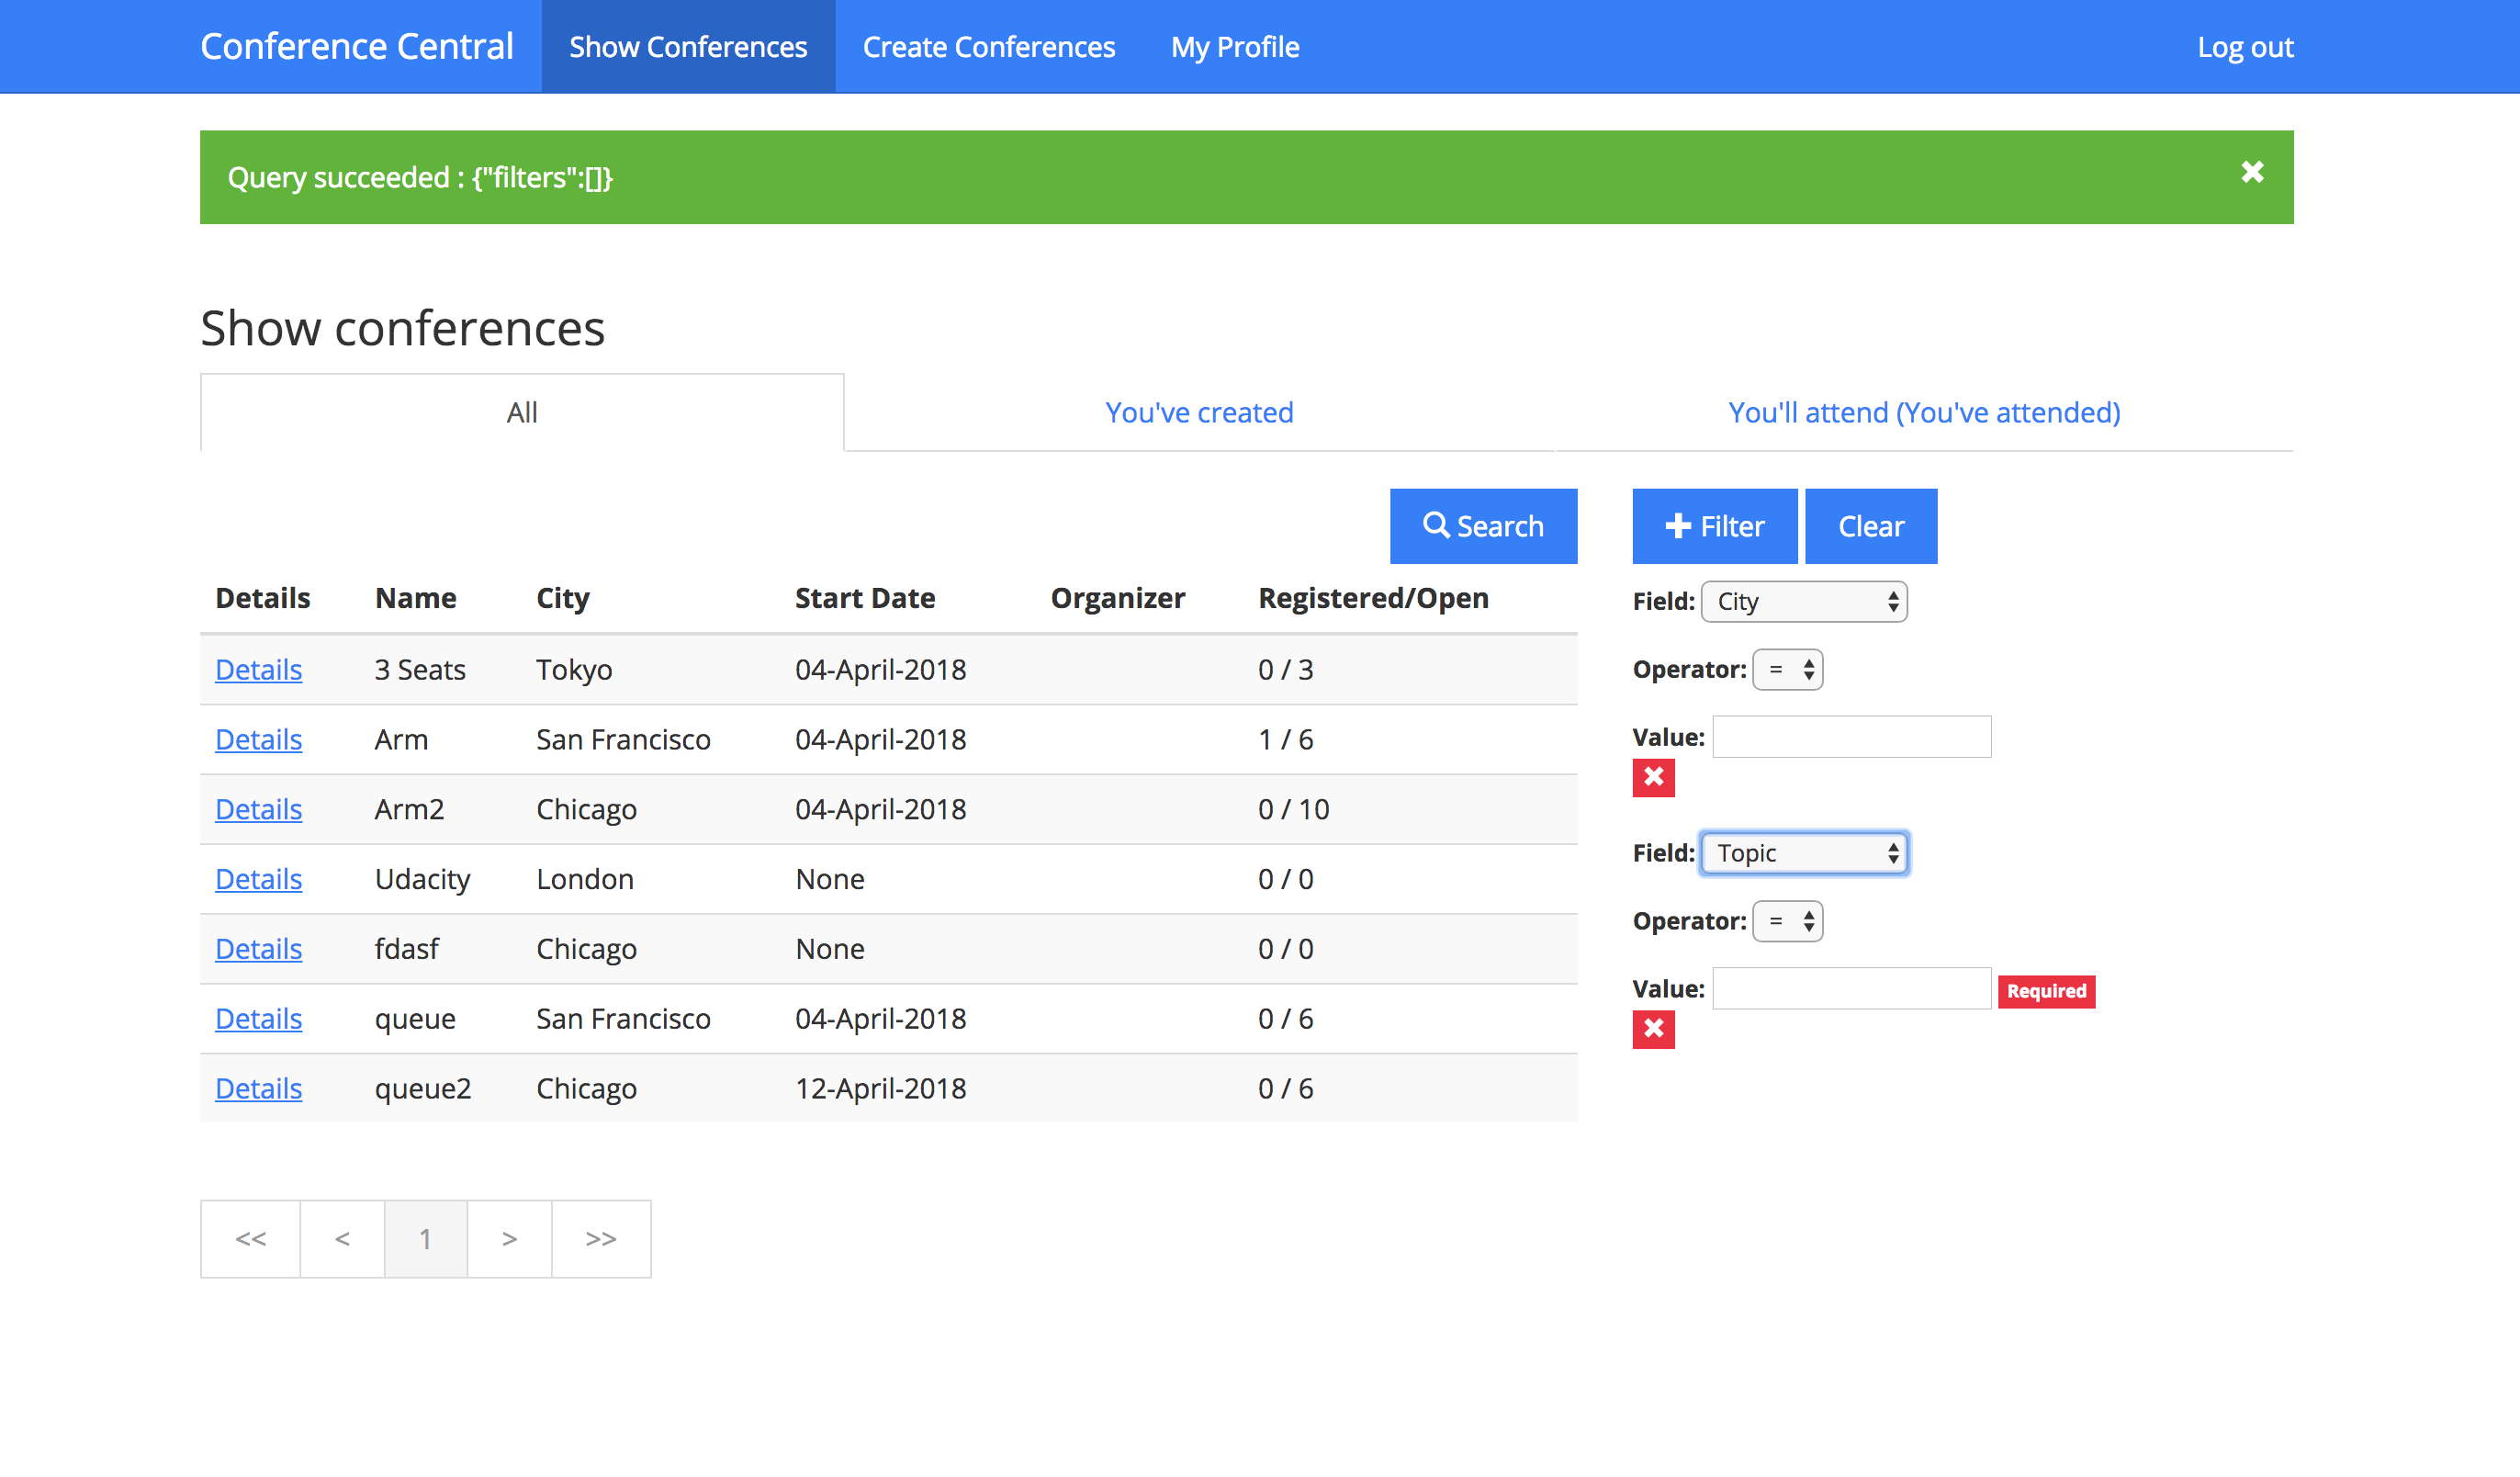 Conference Central Show Conferences Create Conferences My Profile Log out
Query succeeded : {"filters":[]}
Show conferences
All You've created You'll attend (You've attended)
Search Filter Clear
Details Name City Start Date Organizer Registered/Open
Details 3 Seats Tokyo 04-April-2018 0 / 3
Details Arm San Francisco 04-April-2018 1 / 6
Details Arm2 Chicago 04-April-2018 0 / 10
Details Udacity London None 0 / 0
Details fdasf Chicago None 0 / 0
Details queue San Francisco 04-April-2018 0 / 6
Details queue2 Chicago 12-April-2018 0 / 6
Field: City
Operator: =
Value:
Field: Topic
Operator: =
Value: Required
<< < 1 > >>